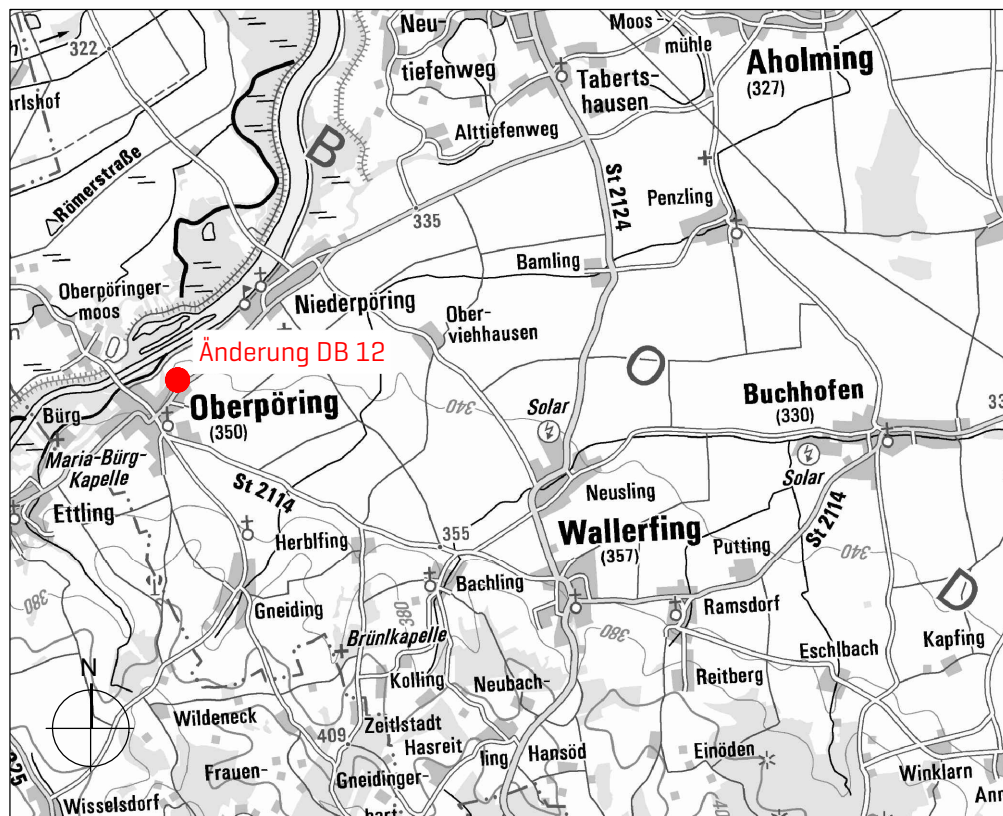 322
Neu-
tiefenweg
Moos-
mühle
Aholming
(327)
Taberts-
hausen
Alttiefenweg
Römerstraße
B
St 2124
Penzling
335
Bamling
Oberpöringer-
moos
Niederpöring
Ober-
viehhausen
Änderung DB 12
O
Buchhofen
(330)
Bürg
Oberpöring
(350)
340
Solar
Maria-Bürg-
Kapelle
Solar
Neusling
St 2114
Ettling
Wallerfing
(357)
St 2114
355
Herblfing
Putting
340
Bachling
D
380
Gneiding
380
Ramsdorf
380
Brünlkapelle
Eschlbach
Kapfing
N
Kolling
Neubach-
ling
Reitberg
Wildeneck
Zeitlstadt
409
Hasreit
Hansöd
Einöden
Frauen-
Gneidinger-
hart
Winklarn
Wisselsdorf